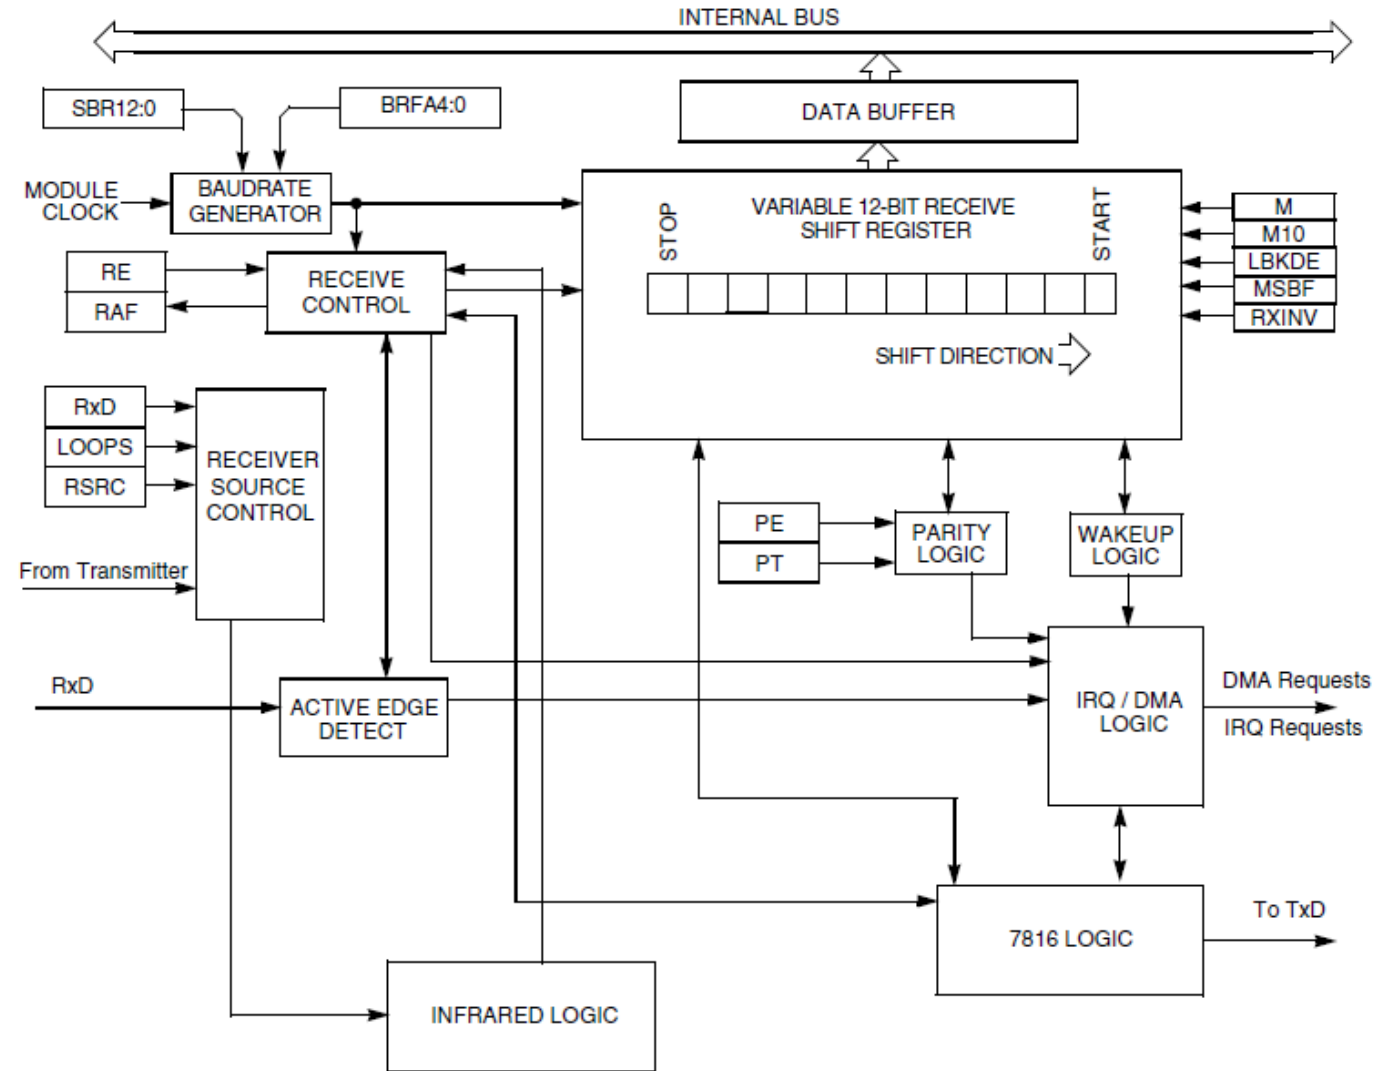 INTERNAL BUS
SBR12:0
BRFA4:0
DATA BUFFER
MODULE
CLOCK
BAUDRATE
GENERATOR
STOP
VARIABLE 12-BIT RECEIVE
SHIFT REGISTER
START
M
M10
LBKDE
MSBF
RXINV
RE
RAF
RECEIVE
CONTROL
SHIFT DIRECTION
RxD
LOOPS
RSRC
RECEIVER
SOURCE
CONTROL
From Transmitter
PE
PT
PARITY
LOGIC
WAKEUP
LOGIC
RxD
ACTIVE EDGE
DETECT
IRQ / DMA
LOGIC
DMA Requests
IRQ Requests
7816 LOGIC
To TxD
INFRARED LOGIC